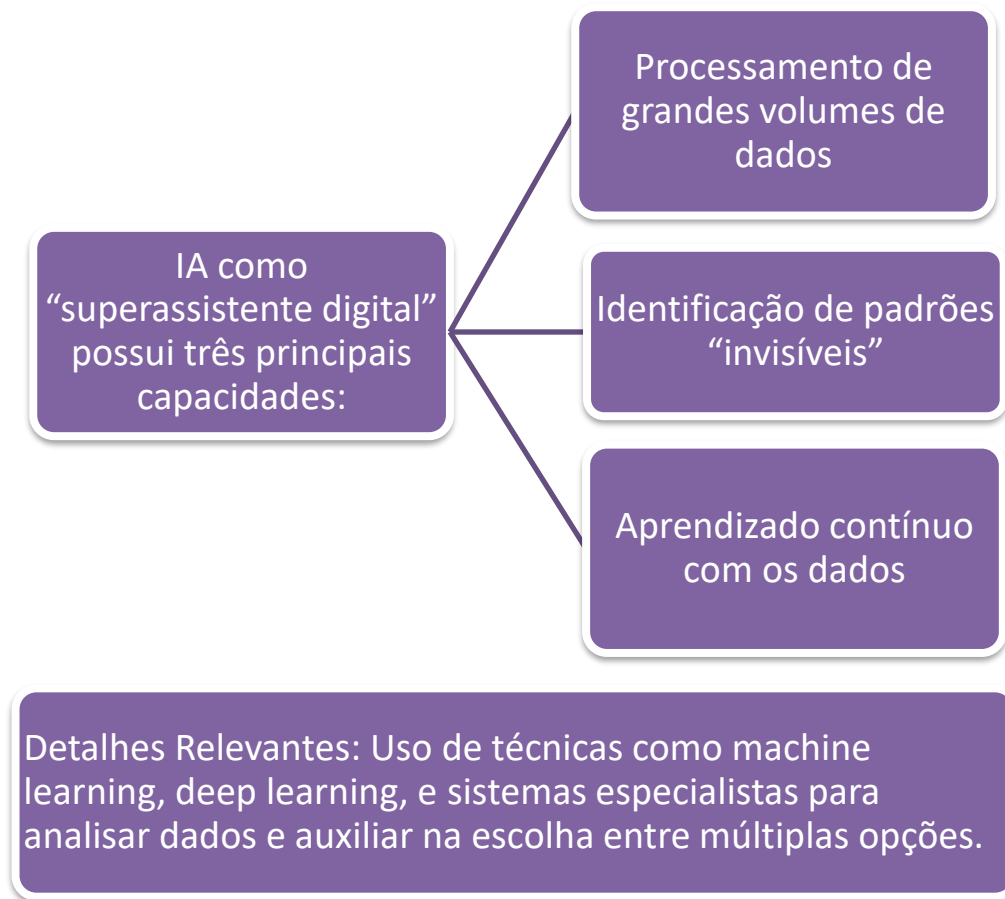 IA como
“superassistente digital”
possui três principais
capacidades:
Processamento de
grandes volumes de
dados
Identificação de padrões
“invisíveis”
Aprendizado contínuo
com os dados
Detalhes Relevantes: Uso de técnicas como machine
learning, deep learning, e sistemas especialistas para
analisar dados e auxiliar na escolha entre múltiplas opções.